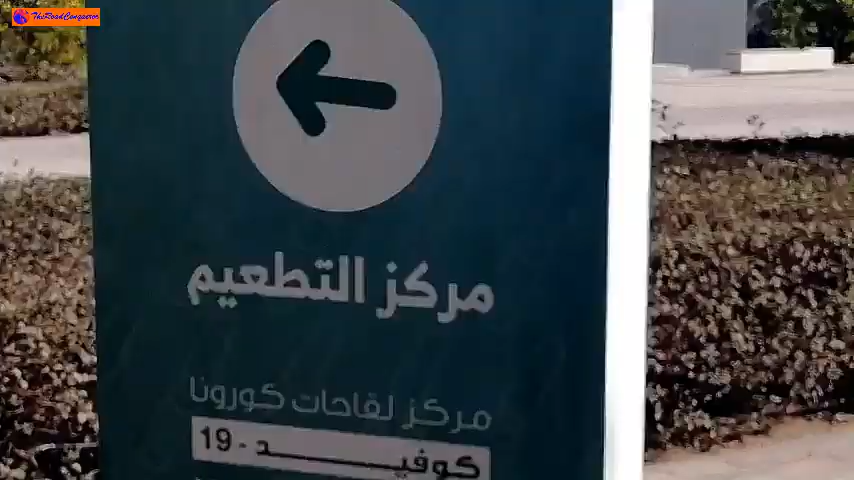 TheRoadConqueror
مركز التطعيم
مركز لقاحات كورونا
كوفيد - 19